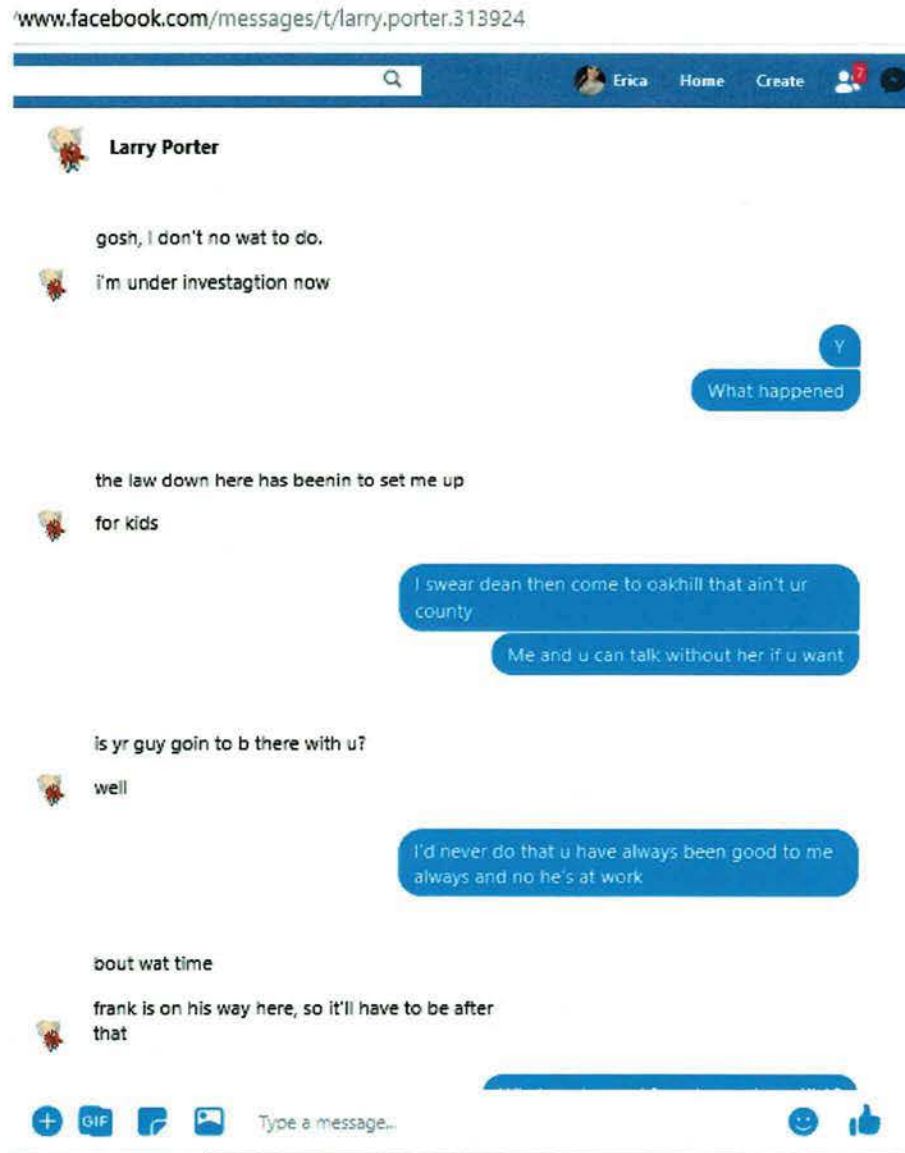 www.facebook.com/messages/t/larry.porter.313924
Erica Home Create 7
Larry Porter
gosh, I don't no wat to do.
i'm under investagtion now
Y
What happened
the law down here has beenin to set me up
for kids
I swear dean then come to oakhill that ain't ur
county
Me and u can talk without her if u want
is yr guy goin to b there with u?
well
I'd never do that u have always been good to me
always and no he's at work
bout wat time
frank is on his way here, so it'll have to be after
that
GIF Type a message...